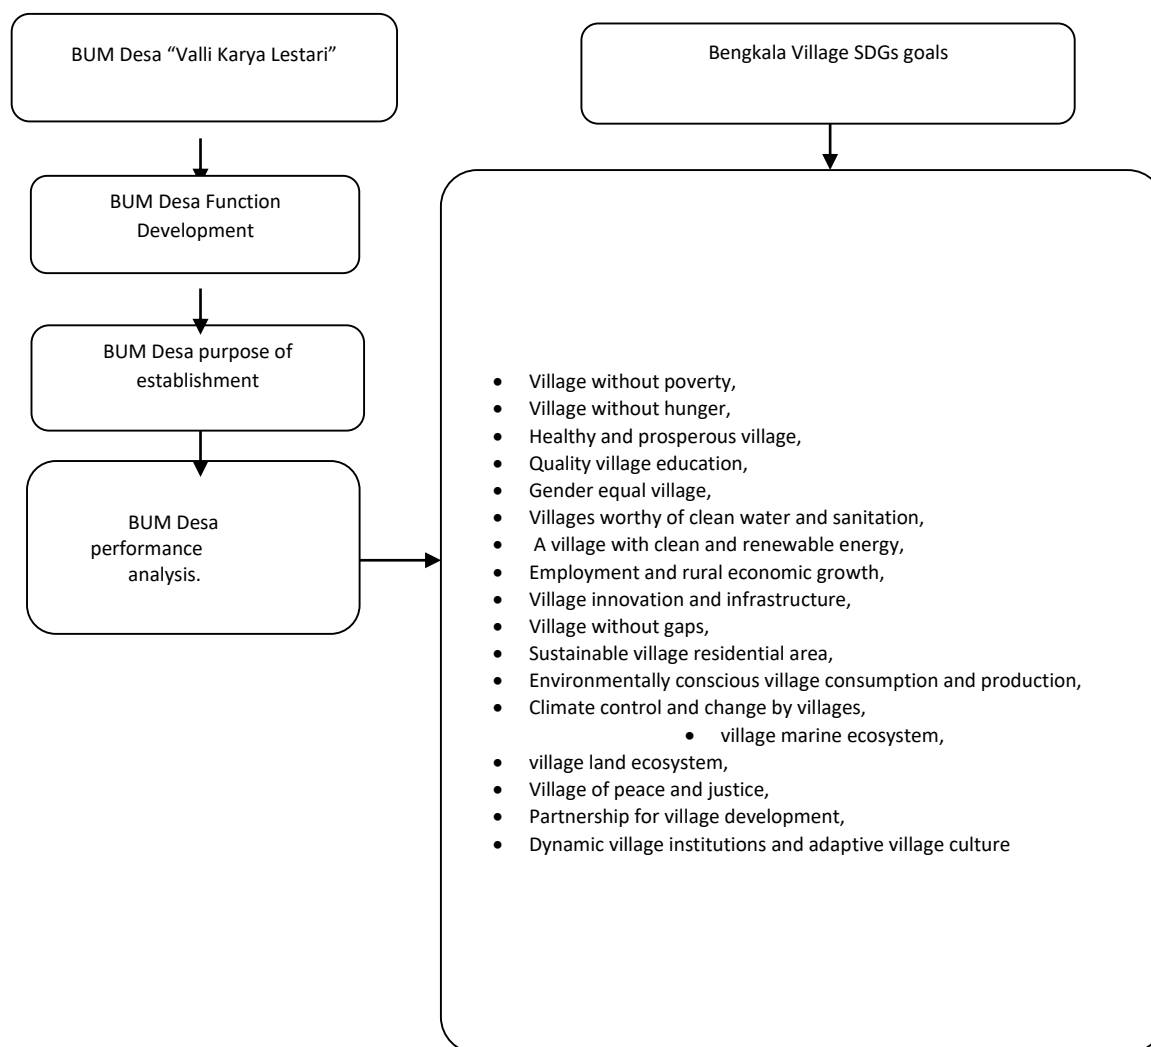 BUM Desa “Valli Karya Lestari”
BUM Desa Function
Development
BUM Desa purpose of
establishment
BUM Desa
performance
analysis.
Bengkala Village SDGs goals
• Village without poverty,
• Village without hunger,
• Healthy and prosperous village,
• Quality village education,
• Gender equal village,
• Villages worthy of clean water and sanitation,
• A village with clean and renewable energy,
• Employment and rural economic growth,
• Village innovation and infrastructure,
• Village without gaps,
• Sustainable village residential area,
• Environmentally conscious village consumption and production,
• Climate control and change by villages,
• village marine ecosystem,
• village land ecosystem,
• Village of peace and justice,
• Partnership for village development,
• Dynamic village institutions and adaptive village culture